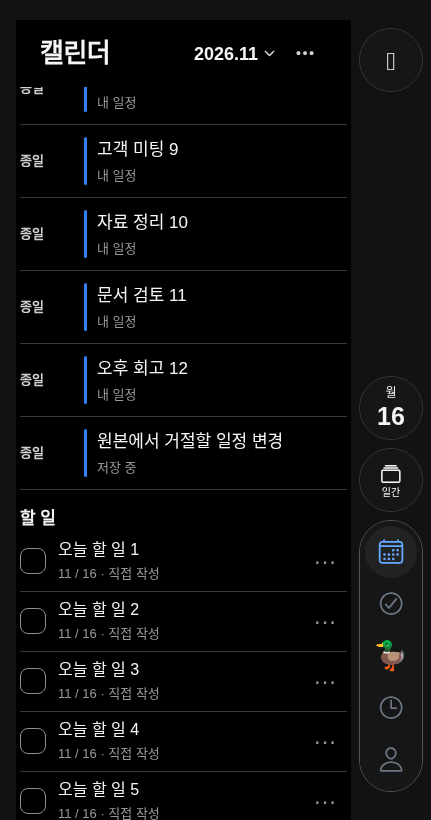 캘린더
2026.11
종일
내 일정
종일
고객 미팅 9
내 일정
종일
자료 정리 10
내 일정
종일
문서 검토 11
내 일정
종일
오후 회고 12
내 일정
종일
원본에서 거절할 일정 변경
저장 중
할 일
오늘 할 일 1
11 / 16 · 직접 작성
오늘 할 일 2
11 / 16 · 직접 작성
오늘 할 일 3
11 / 16 · 직접 작성
오늘 할 일 4
11 / 16 · 직접 작성
오늘 할 일 5
11 / 16 · 직접 작성
월
16
일간